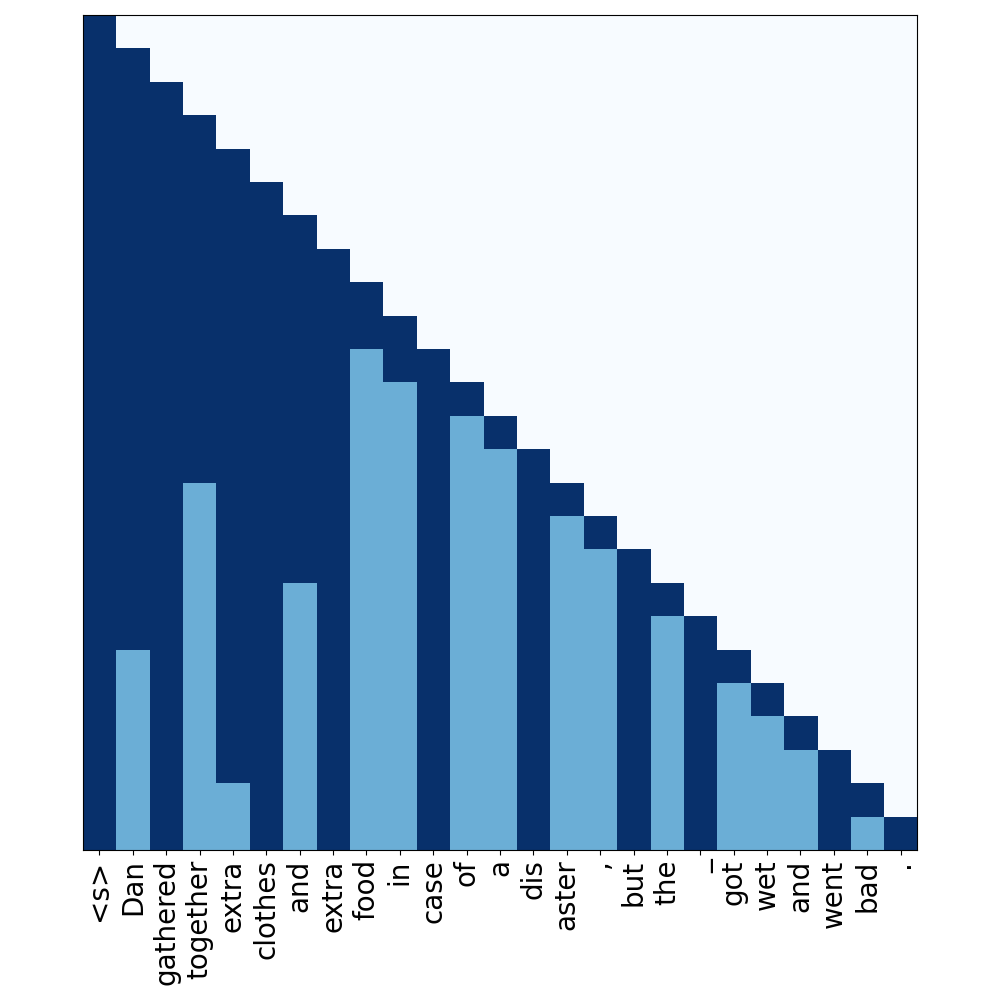 <s> Dan gathered together extra clothes and extra food in case of a dis aster , but the _ got wet and and went bad .